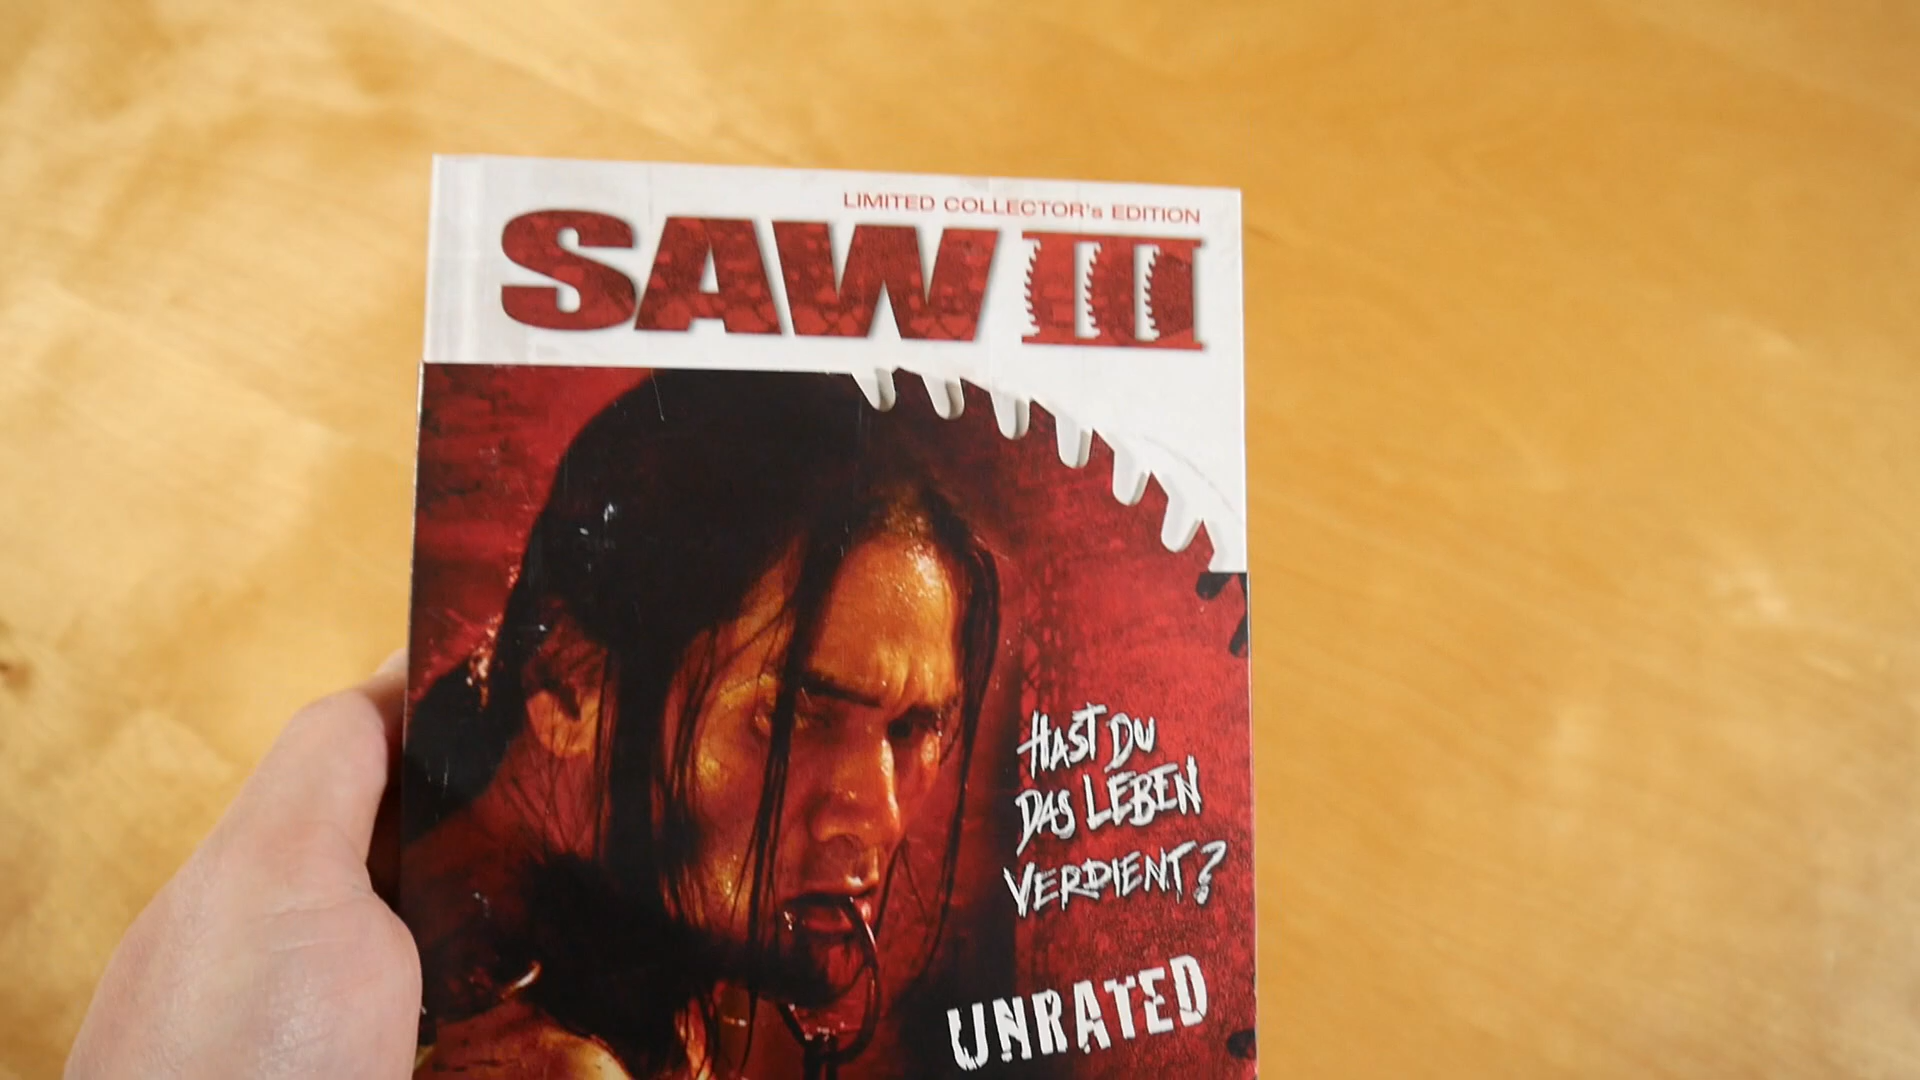 LIMITED COLLECTOR's EDITION
SAW III
HAST DU
DAS LEBEN
VERDIENT?
UNRATED